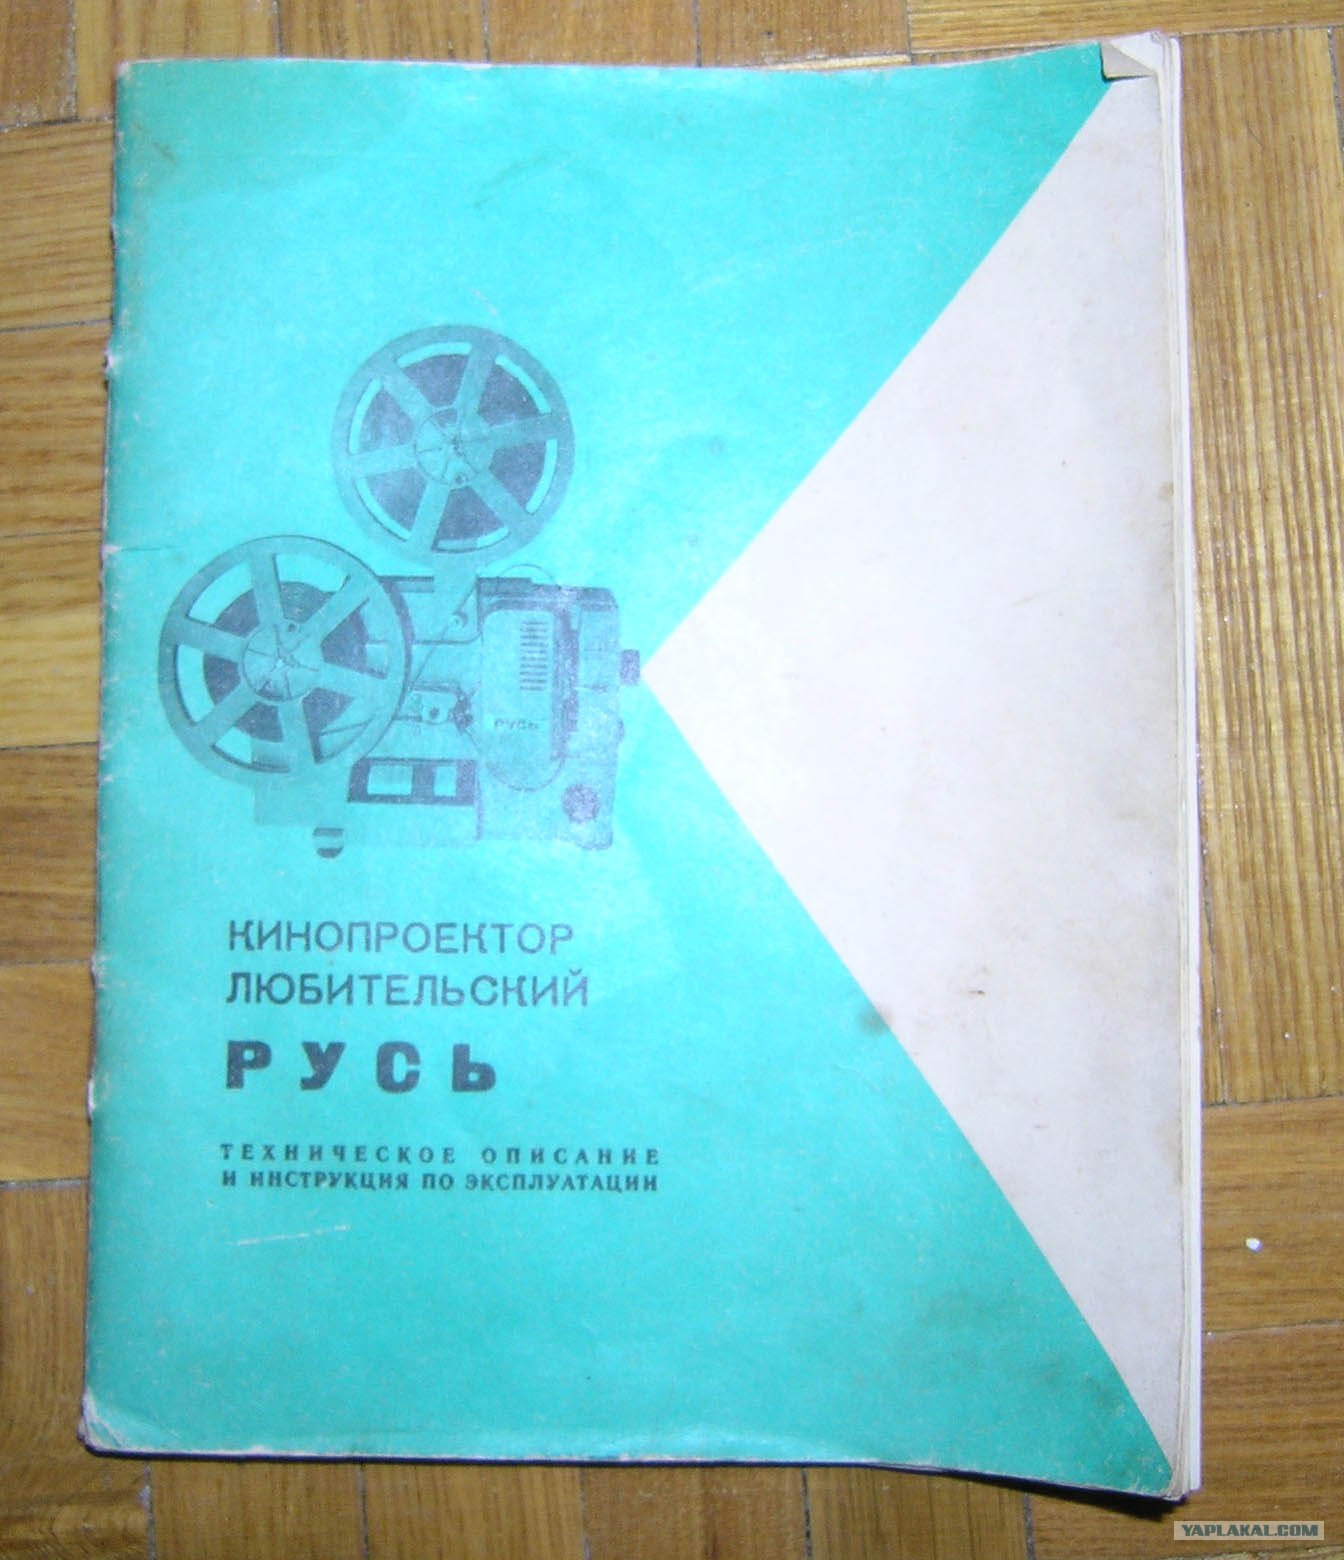 РУСЬ
КИНОПРОЕКТОР
ЛЮБИТЕЛЬСКИЙ
РУСЬ
ТЕХНИЧЕСКОЕ ОПИСАНИЕ
И ИНСТРУКЦИЯ ПО ЭКСПЛУАТАЦИИ
YAPLAKAL.COM